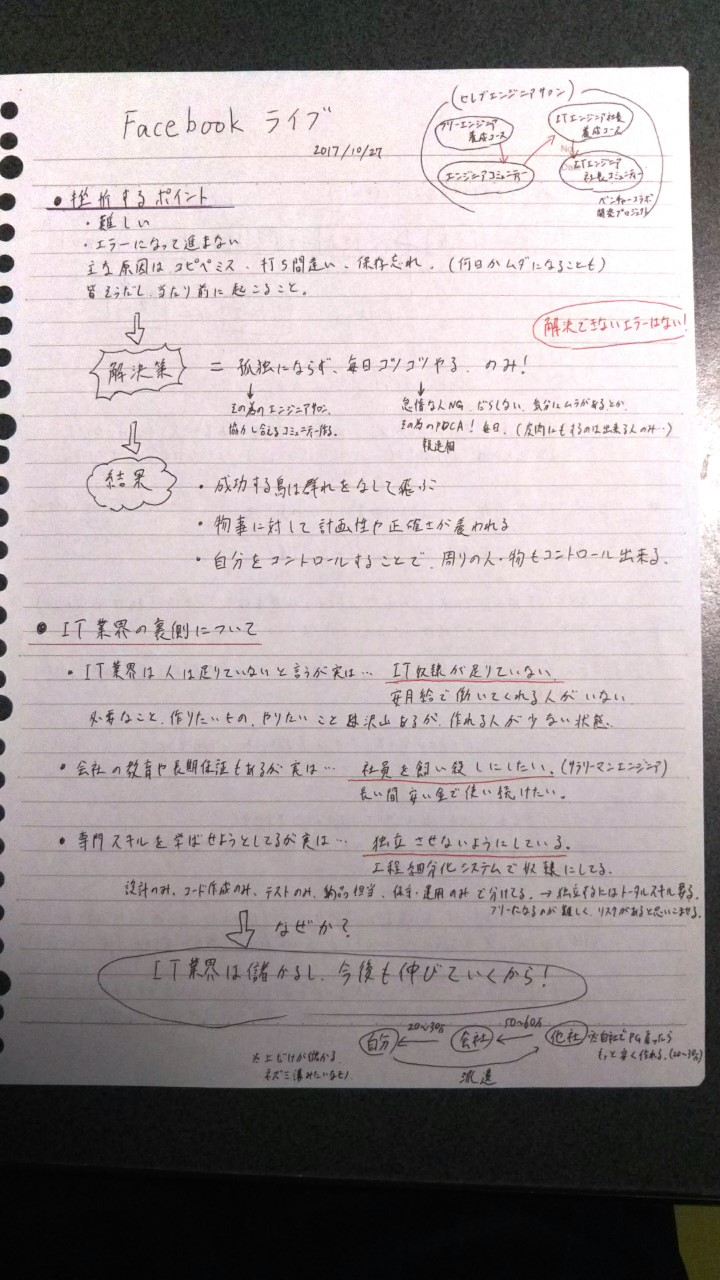 Facebook ライブ
2017/10/27
(セレブエンジニアサロン)
フリーエンジニア
養成コース
ITエンジニア社長
養成コース
エンジニアコミュニティー
ITエンジニア
社長コミュニティー
ベンチャーコラボ
開発プロジェクト
● 挫折するポイント
・難しい
・エラーになって進まない
主な原因はコピペミス、打ち間違い、保存忘れ。(何日かムダになることも)
皆そうだし、当たり前に起こること。
解決できないエラーはない!
解決策 = 孤独にならず、毎日コツコツやる、のみ!
その為のエンジニアサロン。
協力し合えるコミュニティー作る。
怠惰な人NG、だらしない、気分にムラがあるとか、
その為のPDCA!毎日、(皮肉にもするのは出来る人のみ…)
報連相
結果
・成功する鳥は群れをなして飛ぶ
・物事に対して計画性や正確さが養われる
・自分をコントロールすることで、周りの人・物もコントロール出来る。
● IT業界の裏側について
・IT業界は人は足りていないと言うが実は… IT奴隷が足りていない
安月給で働いてくれる人がいない
必要なこと、作りたいもの、やりたいことは沢山あるが、作れる人が少ない状態。
・会社の教育や長期保証もあるが実は… 社員を飼い殺しにしたい。(サラリーマンエンジニア)
長い間安い金で使い続けたい。
・専門スキルを学ばせようとしてるが実は… 独立させないようにしている。
工程細分化システムで奴隷にしてる。
設計のみ、コード作成のみ、テストのみ、納品担当、保守・運用のみで分けてる。→独立するにはトータルスキル要る。
フリーになるのが難しく、リスクがあると思いこませる。
なぜか?
IT業界は儲かるし、今後も伸びていくから!
20〜30万
50〜60万
自分
会社
他社
※自社でPG雇ったら
もっと安く作れる。(20〜30万)
※上だけが儲かる
ネズミ講みたいなもの
派遣